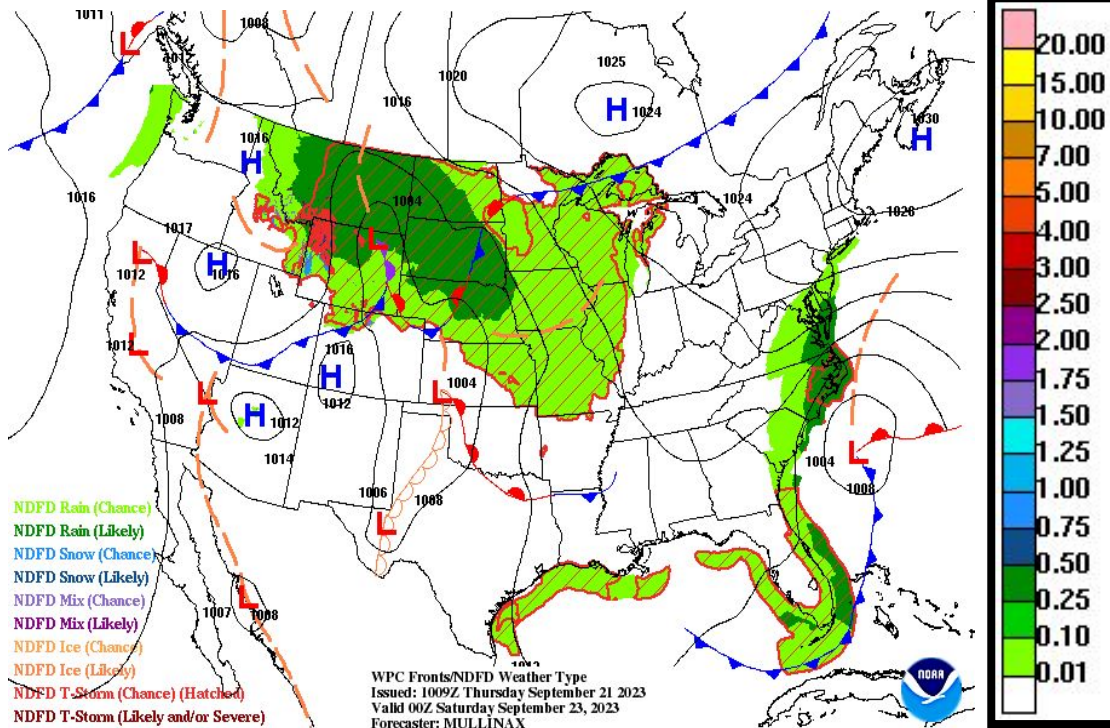 1011
L
1008
101
1025
1020
1016
H
1024
1030
H
1016
H
1004
L
1024
1028
1016
1017
L
1012
H
1016
1012
L
1016
H
1012
L
1008
H
1012
1014
1004
L
1006
1008
L
1004
L
1008
1007
L
1008
1012
NDFD Rain (Chance)
NDFD Rain (Likely)
NDFD Snow (Chance)
NDFD Snow (Likely)
NDFD Mix (Chance)
NDFD Mix (Likely)
NDFD Ice (Chance)
NDFD Ice (Likely)
NDFD T-Storm (Chance) (Hatched)
NDFD T-Storm (Likely and/or Severe)
WPC Fronts/NDFD Weather Type
Issued: 1009Z Thursday September 21 2023
Valid 00Z Saturday September 23, 2023
Forecaster: MULLINAX
NOAA
20.00
15.00
10.00
7.00
5.00
4.00
3.00
2.50
2.00
1.75
1.50
1.25
1.00
0.75
0.50
0.25
0.10
0.01